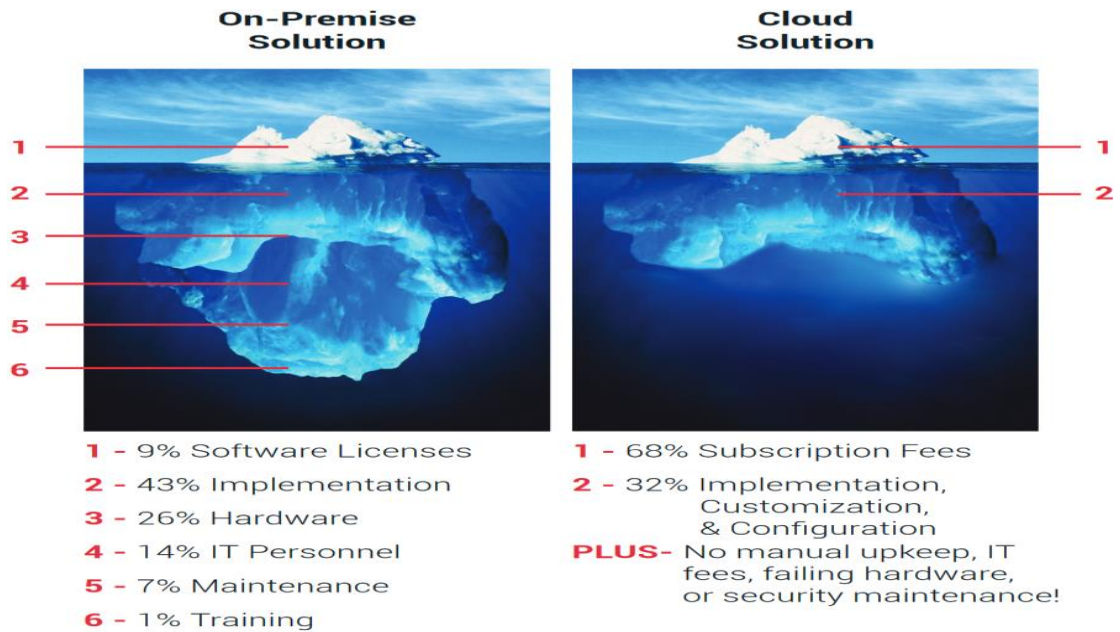 On-Premise
Solution
1
2
3
4
5
6
1 - 9% Software Licenses
2 - 43% Implementation
3 - 26% Hardware
4 - 14% IT Personnel
5 - 7% Maintenance
6 - 1% Training
Cloud
Solution
1
2
1 - 68% Subscription Fees
2 - 32% Implementation,
Customization,
& Configuration
PLUS- No manual upkeep, IT
fees, failing hardware,
or security maintenance!